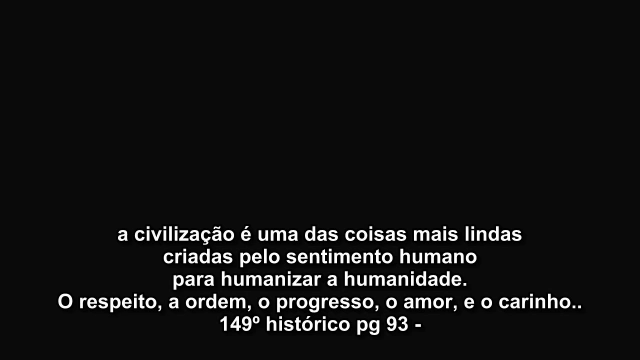 a civilização é uma das coisas mais lindas
criadas pelo sentimento humano
para humanizar a humanidade.
O respeito, a ordem, o progresso, o amor, e o carinho..
149º histórico pg 93 -